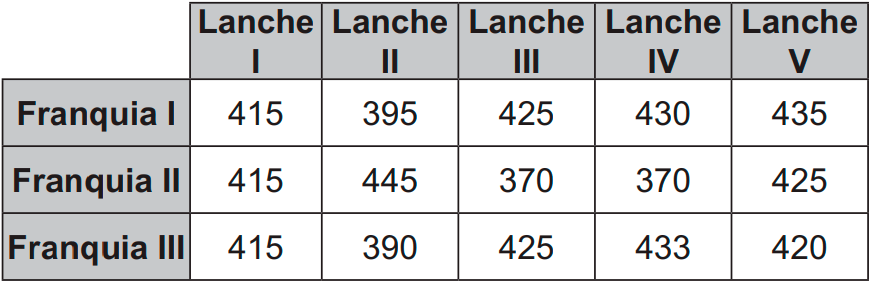 Lanche I Lanche II Lanche III Lanche IV Lanche V
Franquia I 415 395 425 430 435
Franquia II 415 445 370 370 425
Franquia III 415 390 425 433 420